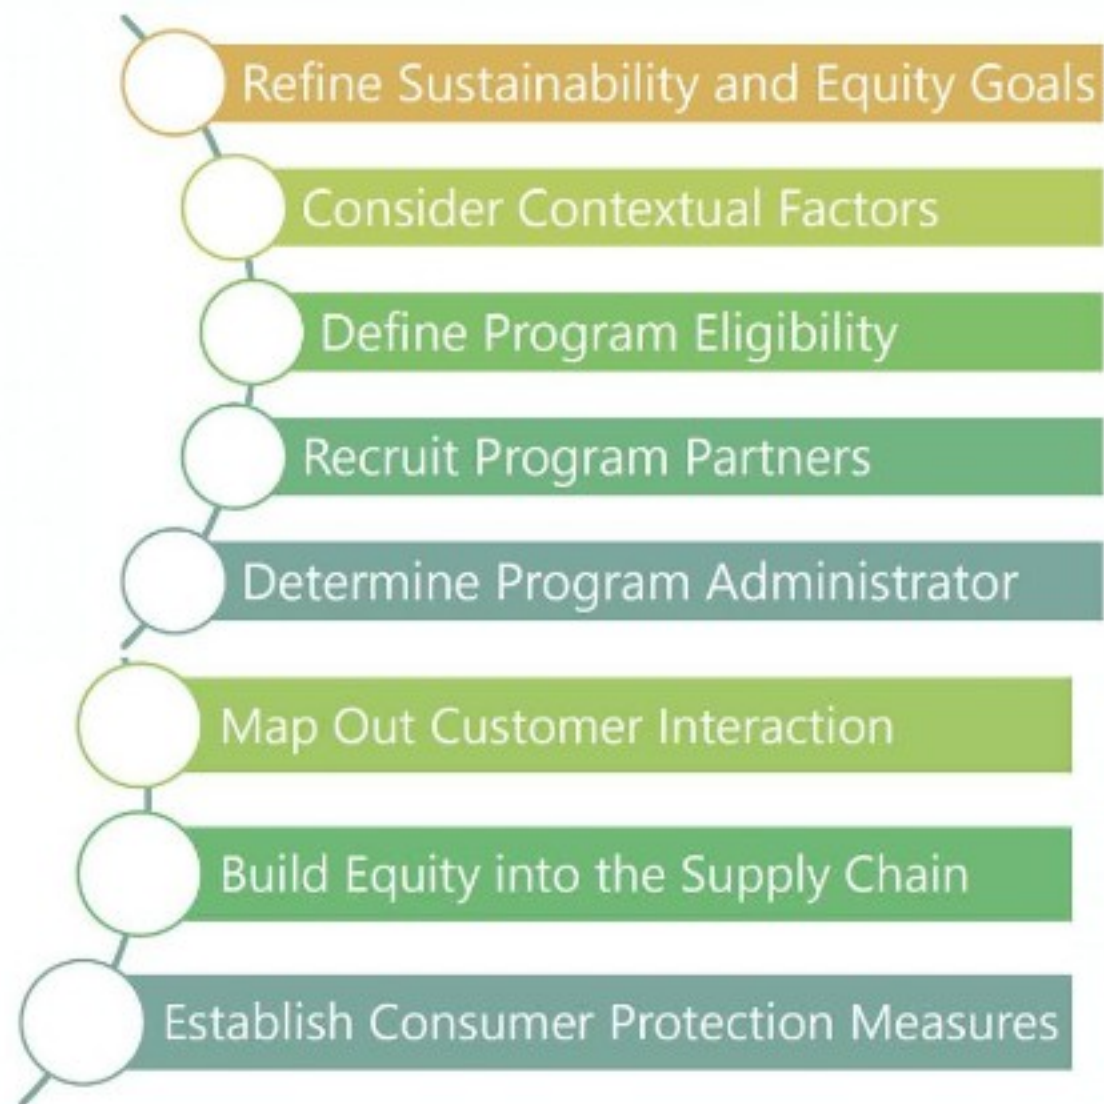 Refine Sustainability and Equity Goals
Consider Contextual Factors
Define Program Eligibility
Recruit Program Partners
Determine Program Administrator
Map Out Customer Interaction
Build Equity into the Supply Chain
Establish Consumer Protection Measures